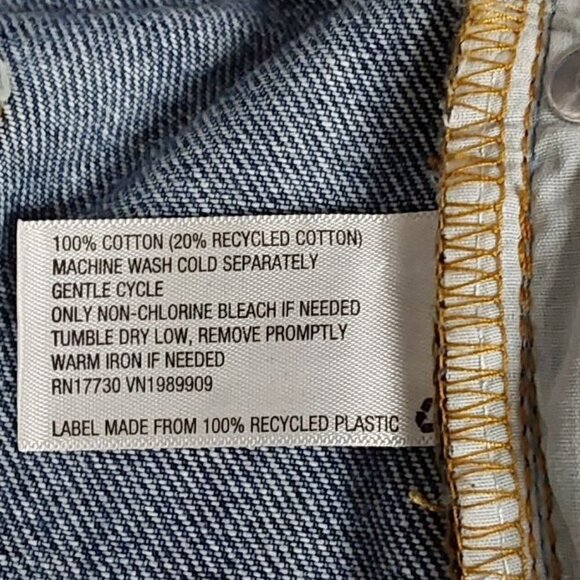 100% COTTON (20% RECYCLED COTTON)
MACHINE WASH COLD SEPARATELY
GENTLE CYCLE
ONLY NON-CHLORINE BLEACH IF NEEDED
TUMBLE DRY LOW, REMOVE PROMPTLY
WARM IRON IF NEEDED
RN17730 VN1989909
LABEL MADE FROM 100% RECYCLED PLASTIC